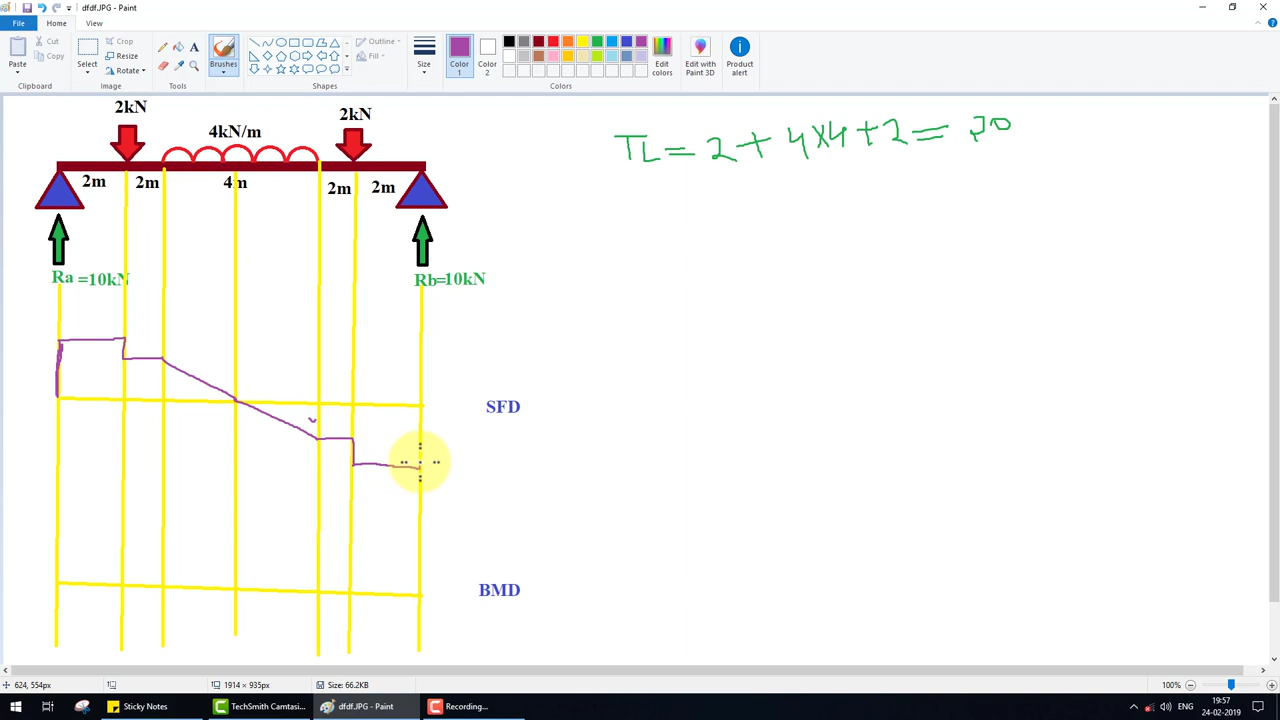 dfdf.JPG - Paint
File Home View
Paste Cut Copy Clipboard
Select Crop Resize Rotate Image
Tools
Brushes
Shapes Outline Fill
Size
Color 1 Color 2 Colors
Edit colors
Edit with Paint 3D
Product alert
2kN 2kN
4kN/m
2m 2m 4m 2m 2m
Ra =10kN Rb=10kN
TL = 2 + 4×4 + 2 = 20
SFD
BMD
624, 554px 1914 × 935px Size: 66.2KB 100%
Sticky Notes TechSmith Camtasi... dfdf.JPG - Paint Recording...
19:57
24-02-2019